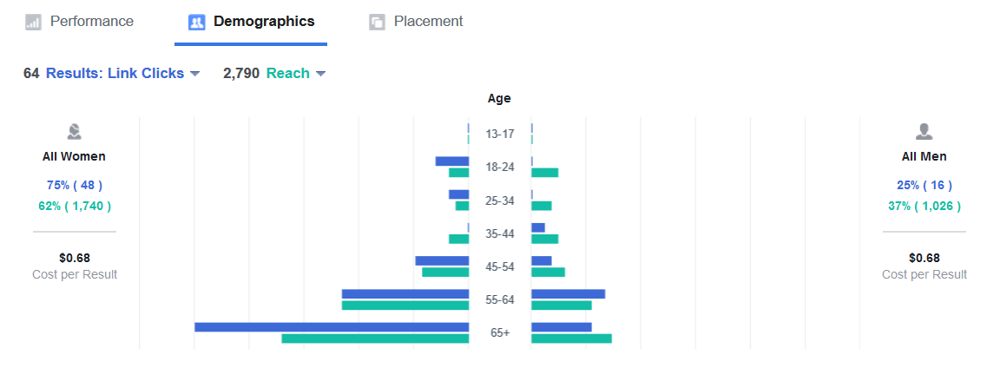 Performance Demographics Placement
64 Results: Link Clicks 2,790 Reach
Age
13-17
18-24
25-34
35-44
45-54
55-64
65+
All Women
75% ( 48 )
62% ( 1,740 )
$0.68
Cost per Result
All Men
25% ( 16 )
37% ( 1,026 )
$0.68
Cost per Result